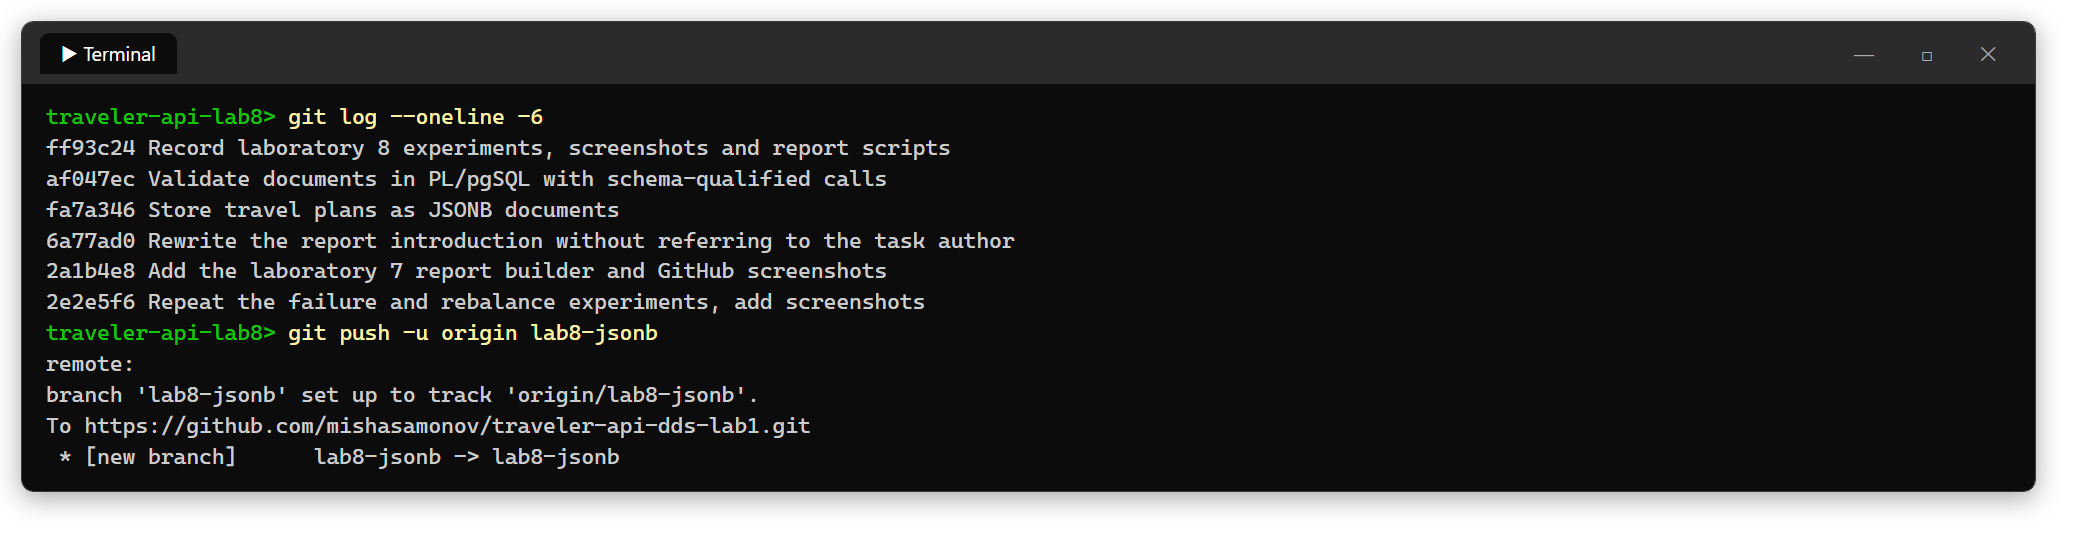 ▶ Terminal
traveler-api-lab8> git log --oneline -6
ff93c24 Record laboratory 8 experiments, screenshots and report scripts
af047ec Validate documents in PL/pgSQL with schema-qualified calls
fa7a346 Store travel plans as JSONB documents
6a77ad0 Rewrite the report introduction without referring to the task author
2a1b4e8 Add the laboratory 7 report builder and GitHub screenshots
2e2e5f6 Repeat the failure and rebalance experiments, add screenshots
traveler-api-lab8> git push -u origin lab8-jsonb
remote:
branch 'lab8-jsonb' set up to track 'origin/lab8-jsonb'.
To https://github.com/mishasamonov/traveler-api-dds-lab1.git
 * [new branch]      lab8-jsonb -> lab8-jsonb